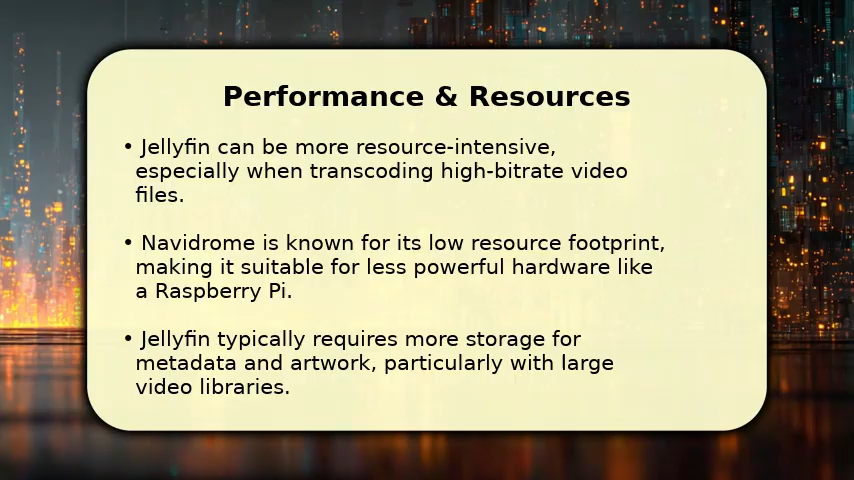 Performance & Resources
• Jellyfin can be more resource-intensive,
especially when transcoding high-bitrate video
files.
• Navidrome is known for its low resource footprint,
making it suitable for less powerful hardware like
a Raspberry Pi.
• Jellyfin typically requires more storage for
metadata and artwork, particularly with large
video libraries.